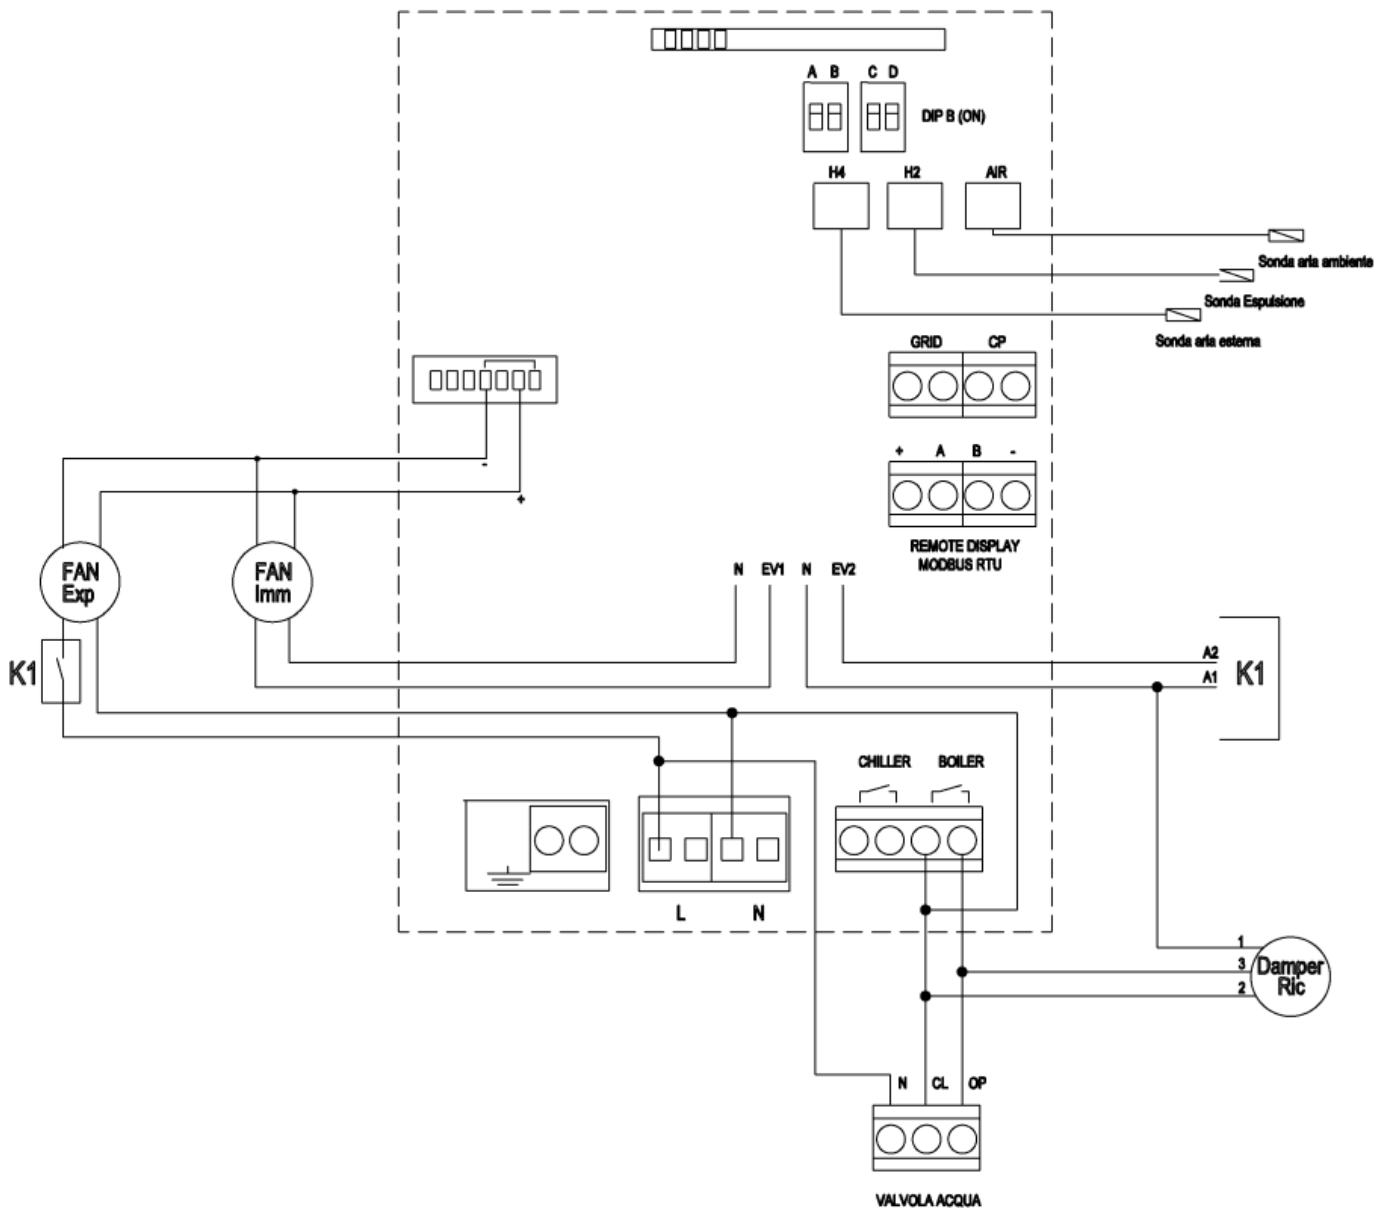 A B C D
DIP B (ON)
H4 H2 AIR
Sonda aria ambiente
Sonda Espulsione
Sonda aria esterna
GRID CP
-
+
+ A B -
REMOTE DISPLAY
MODBUS RTU
FAN
Exp
FAN
Imm
N EV1 N EV2
K1
A2
A1
K1
CHILLER BOILER
L N
1
3
2
Damper
Ric
N CL OP
VALVOLA ACQUA